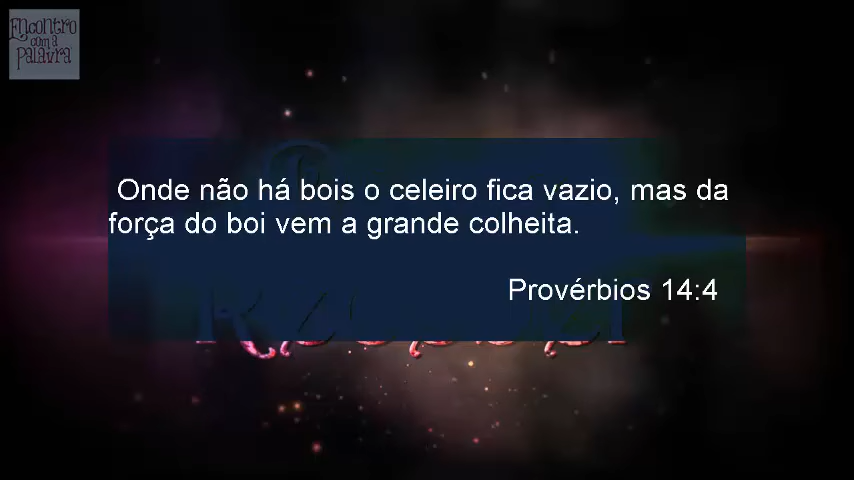 Encontro
com a
Palavra
Onde não há bois o celeiro fica vazio, mas da
força do boi vem a grande colheita.
Provérbios 14:4